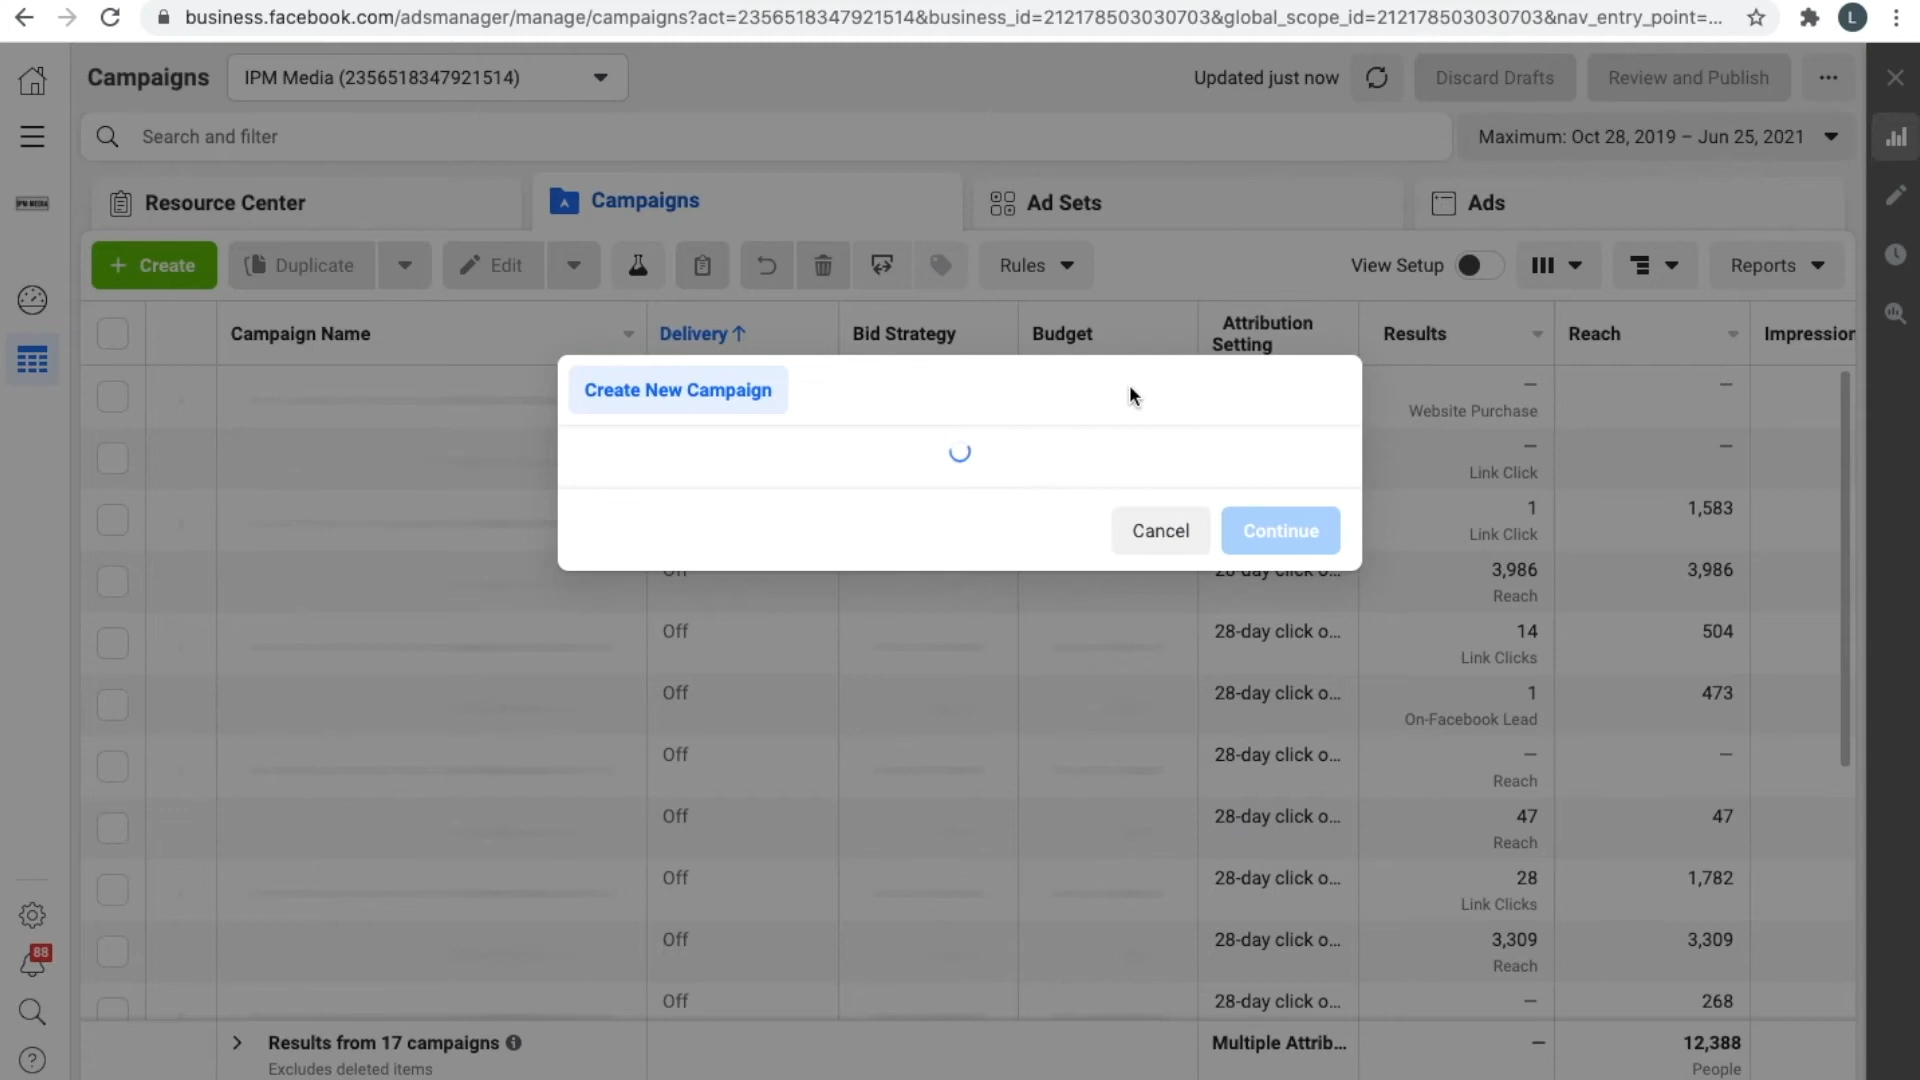 business.facebook.com/adsmanager/manage/campaigns?act=2356518347921514&business_id=212178503030703&global_scope_id=212178503030703&nav_entry_point=...
L
Campaigns
IPM Media (2356518347921514)
Updated just now
Discard Drafts
Review and Publish
Search and filter
Maximum: Oct 28, 2019 – Jun 25, 2021
IPM MEDIA
Resource Center
Campaigns
Ad Sets
Ads
+ Create
Duplicate
Edit
Rules
View Setup
Reports
Campaign Name
Delivery ↑
Bid Strategy
Budget
Attribution
Setting
Results
Reach
Impression
Create New Campaign
Cancel
Continue
—
—
Website Purchase
—
—
Link Click
1
1,583
Link Click
Off
28-day click o...
3,986
3,986
Reach
Off
28-day click o...
14
504
Link Clicks
Off
28-day click o...
1
473
On-Facebook Lead
Off
28-day click o...
—
—
Reach
Off
28-day click o...
47
47
Reach
Off
28-day click o...
28
1,782
Link Clicks
Off
28-day click o...
3,309
3,309
Reach
Off
28-day click o...
—
268
88
Results from 17 campaigns
Multiple Attrib...
—
12,388
Excludes deleted items
People